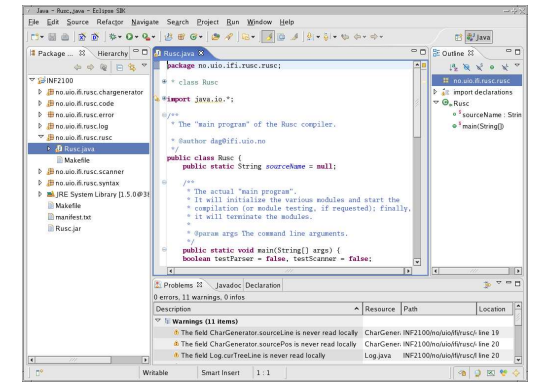 Java - Rusc.java - Eclipse SDK
File Edit Source Refactor Navigate Search Project Run Window Help
Java
Package ... Hierarchy
INF2100
no.uio.ifi.rusc.chargenerator
no.uio.ifi.rusc.code
no.uio.ifi.rusc.error
no.uio.ifi.rusc.log
no.uio.ifi.rusc.rusc
Rusc.java
Makefile
no.uio.ifi.rusc.scanner
no.uio.ifi.rusc.syntax
JRE System Library [1.5.0
Makefile
manifest.txt
Rusc.jar
Rusc.java
package no.uio.ifi.rusc.rusc;
* class Rusc
import java.io.*;
/**
* The "main program" of the Rusc compiler.
*
* @author dag@ifi.uio.no
*/
public class Rusc {
public static String sourceName = null;
/**
* The actual "main program".
* It will initialize the various modules and start the
* compilation (or module testing, if requested); finally,
* it will terminate the modules.
*
* @param args The command line arguments.
*/
public static void main(String[] args) {
boolean testParser = false, testScanner = false;
Outline
no.uio.ifi.rusc.rusc
import declarations
Rusc
sourceName : Strin
main(String[])
Problems Javadoc Declaration
0 errors, 11 warnings, 0 infos
Description Resource Path Location
Warnings (11 items)
The field CharGenerator.sourceLine is never read locally CharGener. INF2100/no/uio/ifi/rusc/ line 19
The field CharGenerator.sourcePos is never read locally CharGener. INF2100/no/uio/ifi/rusc/ line 20
The field Log.curTreeLine is never read locally Log.java INF2100/no/uio/ifi/rusc/l line 20
Writable Smart Insert 1 : 1